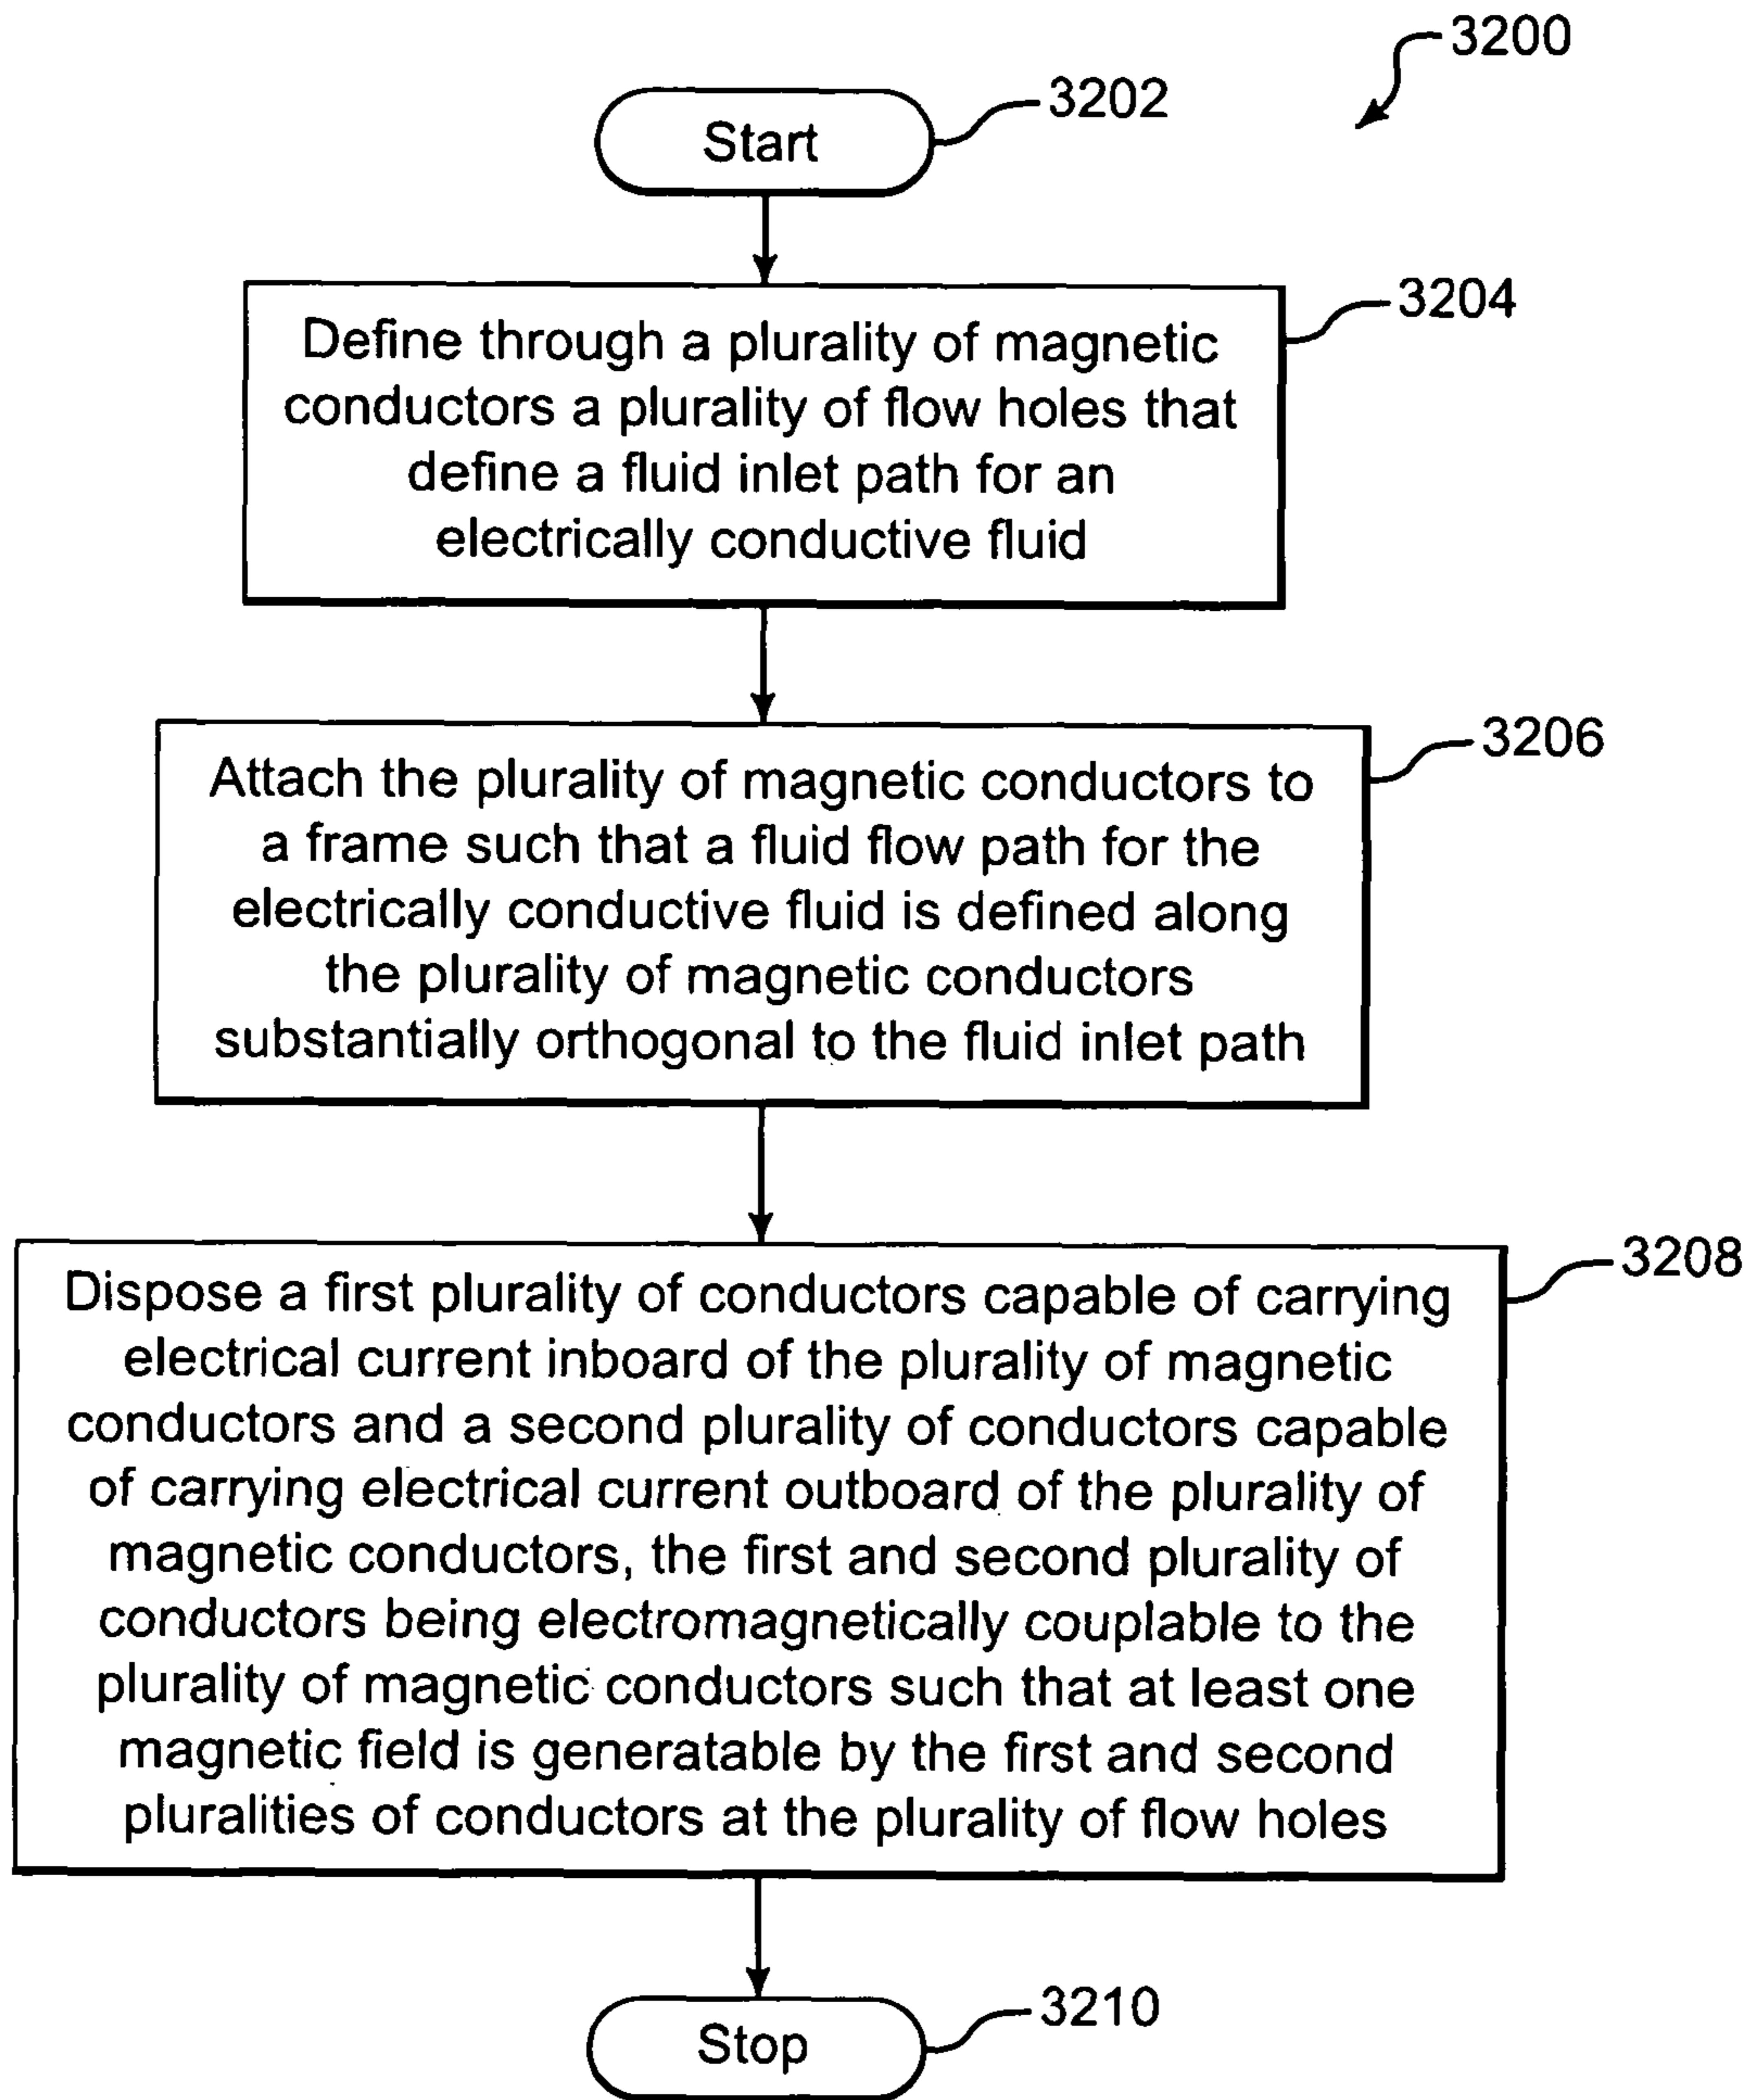 3200
Start
3202
Define through a plurality of magnetic
conductors a plurality of flow holes that
define a fluid inlet path for an
electrically conductive fluid
3204
Attach the plurality of magnetic conductors to
a frame such that a fluid flow path for the
electrically conductive fluid is defined along
the plurality of magnetic conductors
substantially orthogonal to the fluid inlet path
3206
Dispose a first plurality of conductors capable of carrying
electrical current inboard of the plurality of magnetic
conductors and a second plurality of conductors capable
of carrying electrical current outboard of the plurality of
magnetic conductors, the first and second plurality of
conductors being electromagnetically couplable to the
plurality of magnetic conductors such that at least one
magnetic field is generatable by the first and second
pluralities of conductors at the plurality of flow holes
3208
Stop
3210